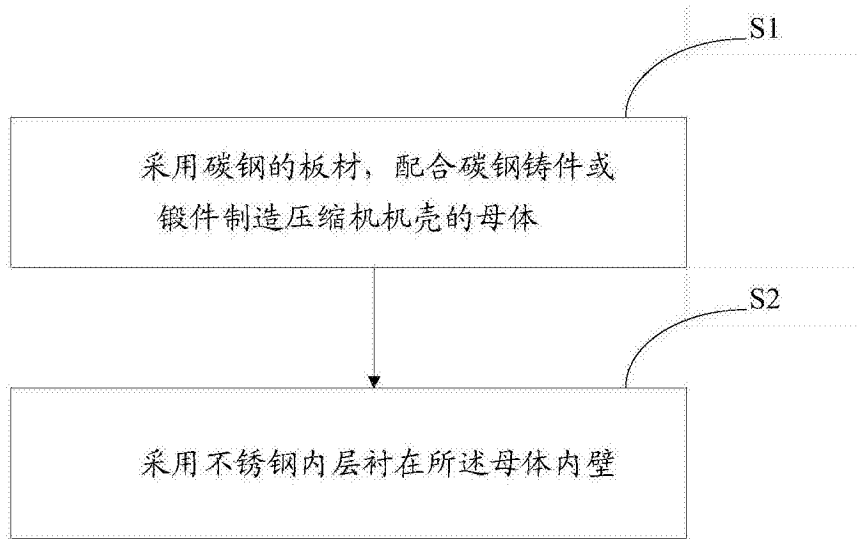 S1
采用碳钢的板材，配合碳钢铸件或
锻件制造压缩机机壳的母体
S2
采用不锈钢内层衬在所述母体内壁